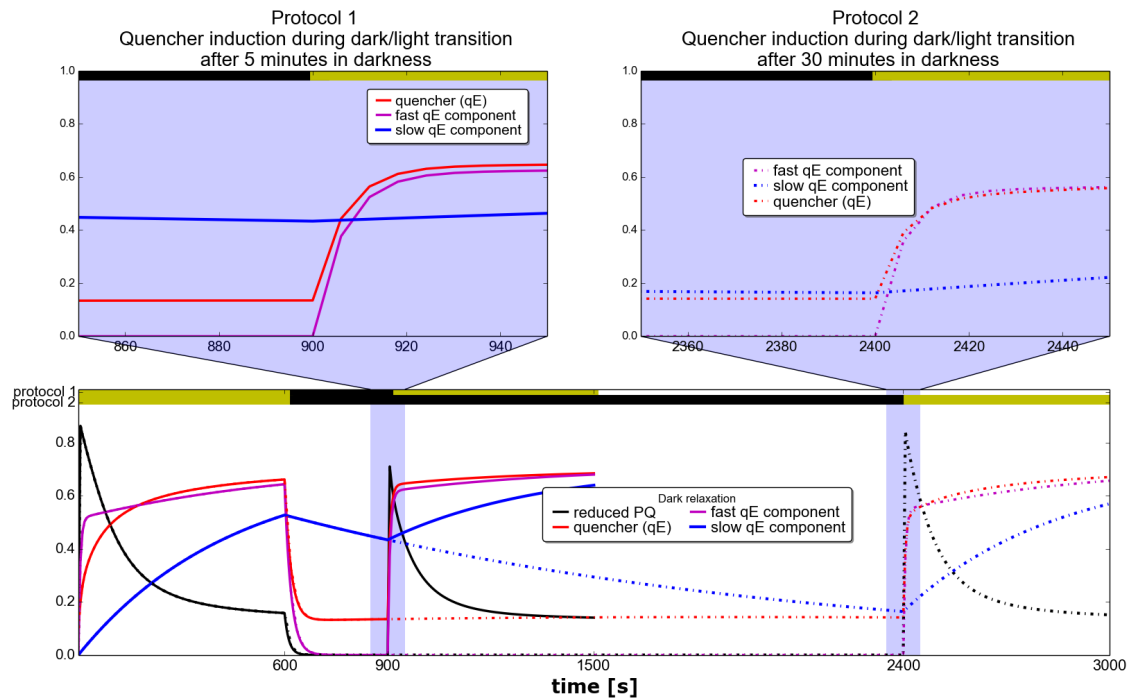 Protocol 1
Quencher induction during dark/light transition
after 5 minutes in darkness
1.0
0.8
0.6
0.4
0.2
0.0
quencher (qE)
fast qE component
slow qE component
860
880
900
920
940
Protocol 2
Quencher induction during dark/light transition
after 30 minutes in darkness
1.0
0.8
0.6
0.4
0.2
0.0
fast qE component
slow qE component
quencher (qE)
2360
2380
2400
2420
2440
protocol 1
protocol 2
0.8
0.6
0.4
0.2
0.0
Dark relaxation
reduced PQ
quencher (qE)
fast qE component
slow qE component
600
900
1500
2400
3000
time [s]